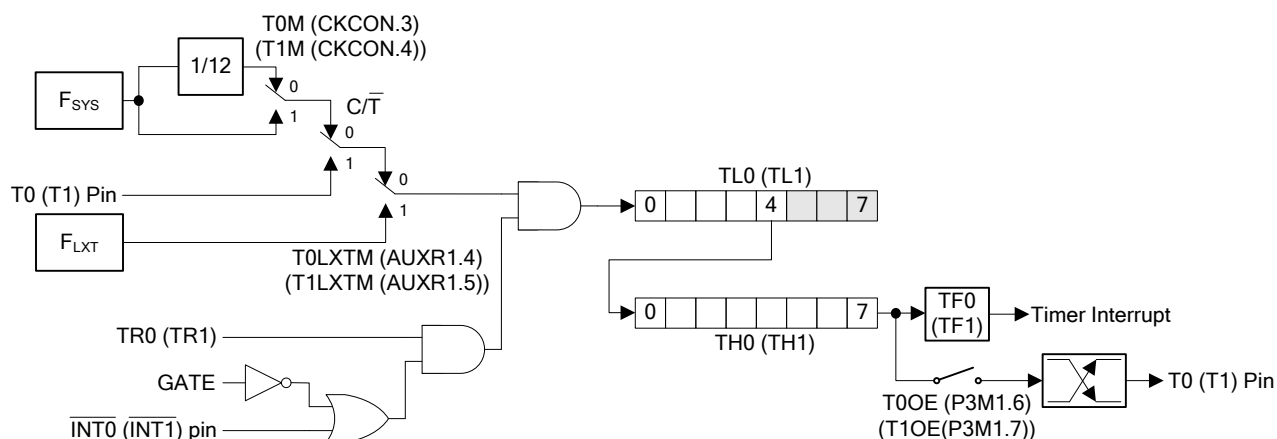 T0M (CKCON.3)
(T1M (CKCON.4))
1/12
0
FSYS
1
C/T̅
0
1
T0 (T1) Pin
0
1
FLXT
T0LXTM (AUXR1.4)
(T1LXTM (AUXR1.5))
TL0 (TL1)
0 4 7
0 7
TH0 (TH1)
TF0
(TF1)
Timer Interrupt
TR0 (TR1)
GATE
I̅N̅T̅0̅ (I̅N̅T̅1̅) pin
T0OE (P3M1.6)
(T1OE(P3M1.7))
T0 (T1) Pin